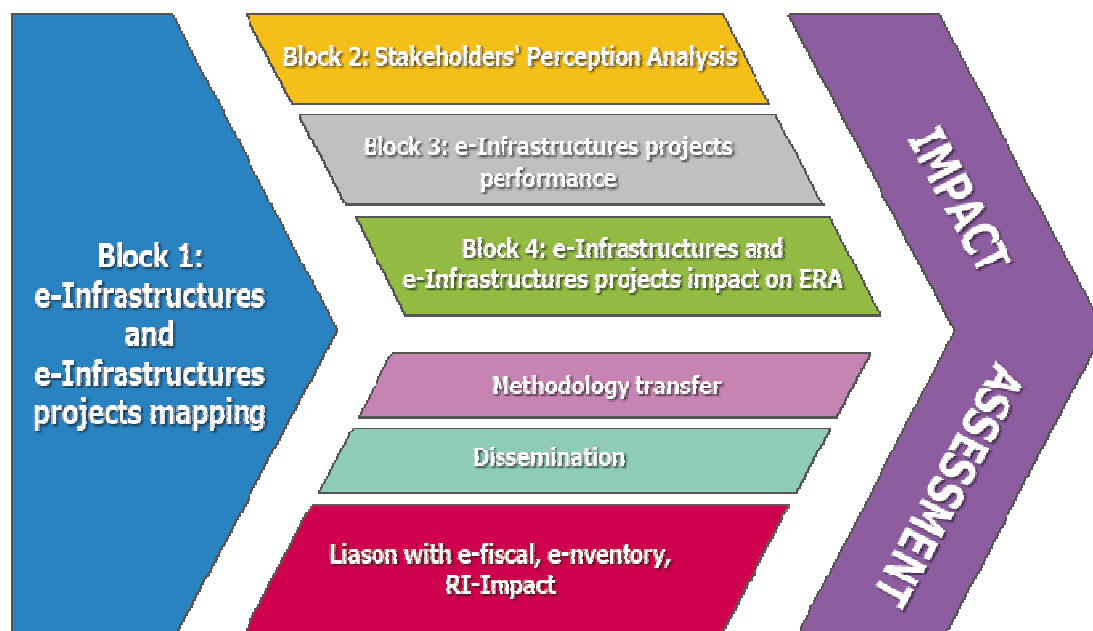 Block 1:
e-Infrastructures
and
e-Infrastructures
projects mapping
Block 2: Stakeholders' Perception Analysis
Block 3: e-Infrastructures projects
performance
Block 4: e-Infrastructures and
e-Infrastructures projects impact on ERA
Methodology transfer
Dissemination
Liason with e-fiscal, e-nventory,
RI-Impact
IMPACT
ASSESSMENT